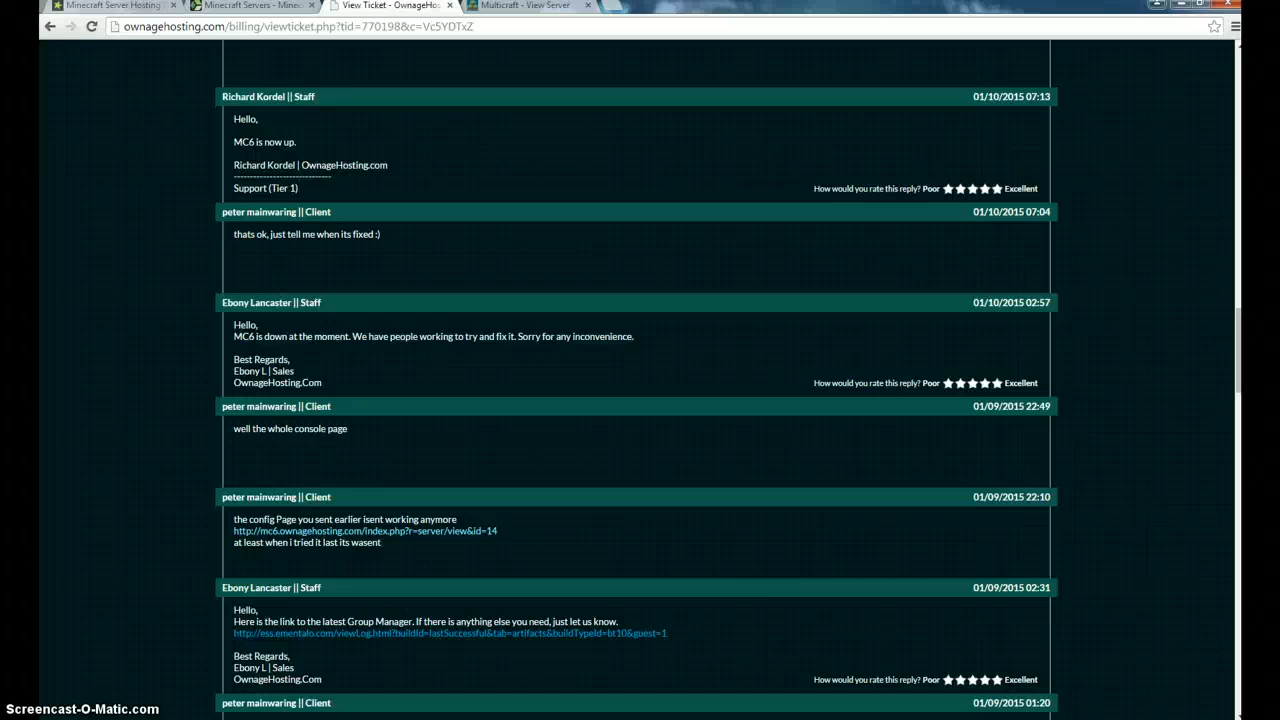 Minecraft Server Hosting
Minecraft Servers - Minec
View Ticket - OwnageHos
Multicraft - View Server
ownagehosting.com/billing/viewticket.php?tid=770198&c=Vc5YDTxZ
Richard Kordel || Staff 01/10/2015 07:13
Hello,
MC6 is now up.
Richard Kordel | OwnageHosting.com
------------------------------
Support (Tier 1)
How would you rate this reply? Poor ★★★★★ Excellent
peter mainwaring || Client 01/10/2015 07:04
thats ok, just tell me when its fixed :)
Ebony Lancaster || Staff 01/10/2015 02:57
Hello,
MC6 is down at the moment. We have people working to try and fix it. Sorry for any inconvenience.
Best Regards,
Ebony L | Sales
OwnageHosting.Com
How would you rate this reply? Poor ★★★★★ Excellent
peter mainwaring || Client 01/09/2015 22:49
well the whole console page
peter mainwaring || Client 01/09/2015 22:10
the config Page you sent earlier isent working anymore
http://mc6.ownagehosting.com/index.php?r=server/view&id=14
at least when i tried it last its wasent
Ebony Lancaster || Staff 01/09/2015 02:31
Hello,
Here is the link to the latest Group Manager. If there is anything else you need, just let us know.
http://ess.ementalo.com/viewLog.html?buildId=lastSuccessful&tab=artifacts&buildTypeId=bt10&guest=1
Best Regards,
Ebony L | Sales
OwnageHosting.Com
How would you rate this reply? Poor ★★★★★ Excellent
peter mainwaring || Client 01/09/2015 01:20
Screencast-O-Matic.com